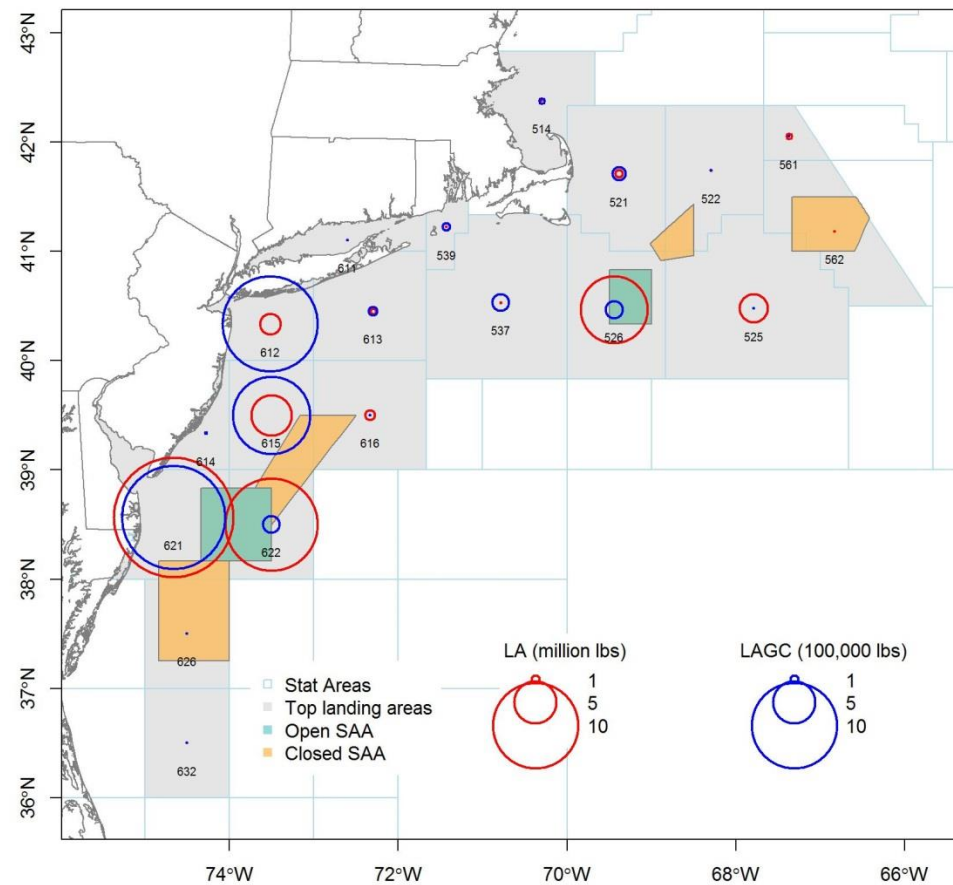 43°N
42°N
41°N
40°N
39°N
38°N
37°N
36°N
514
561
521
522
539
562
611
613
537
526
525
612
615
616
614
621
622
626
632
Stat Areas
Top landing areas
Open SAA
Closed SAA
LA (million lbs)
1
5
10
LAGC (100,000 lbs)
1
5
10
74°W
72°W
70°W
68°W
66°W